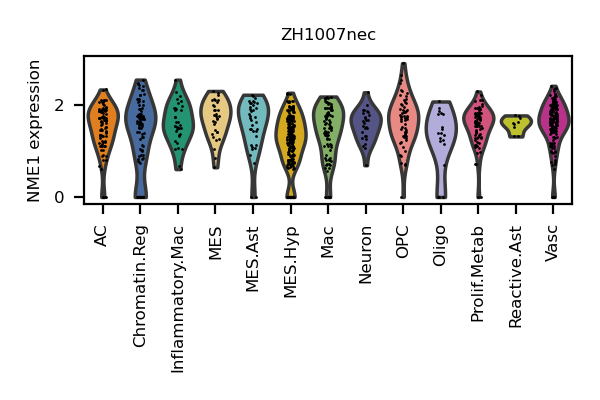 ZH1007nec
NME1 expression
2
0
AC
Chromatin.Reg
Inflammatory.Mac
MES
MES.Ast
MES.Hyp
Mac
Neuron
OPC
Oligo
Prolif.Metab
Reactive.Ast
Vasc